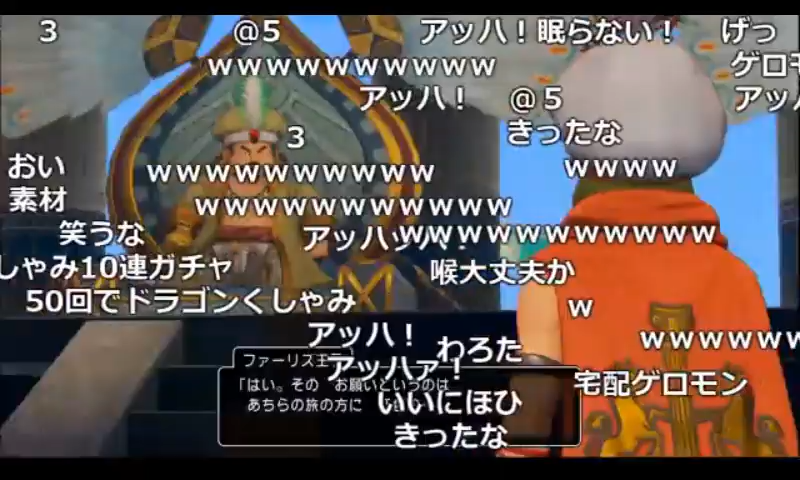 3
@5
アッハ！眠らない！
げっ
wwwwwwwwwww
ゲロモ
アッハ！
@5
アッハ
3
きったな
おい
wwwwwwwwwww
wwww
素材
wwwwwwwwwwww
笑うな
アッハッハ！
wwwwwwwwwwww
しゃみ10連ガチャ
喉大丈夫か
50回でドラゴンくしゃみ
w
アッハ！
わろた
wwwwwww
ファーリス王子
アッハァ！
「はい。その お願いというのは
宅配ゲロモン
いいにほひ
あちらの旅の方に
きったな